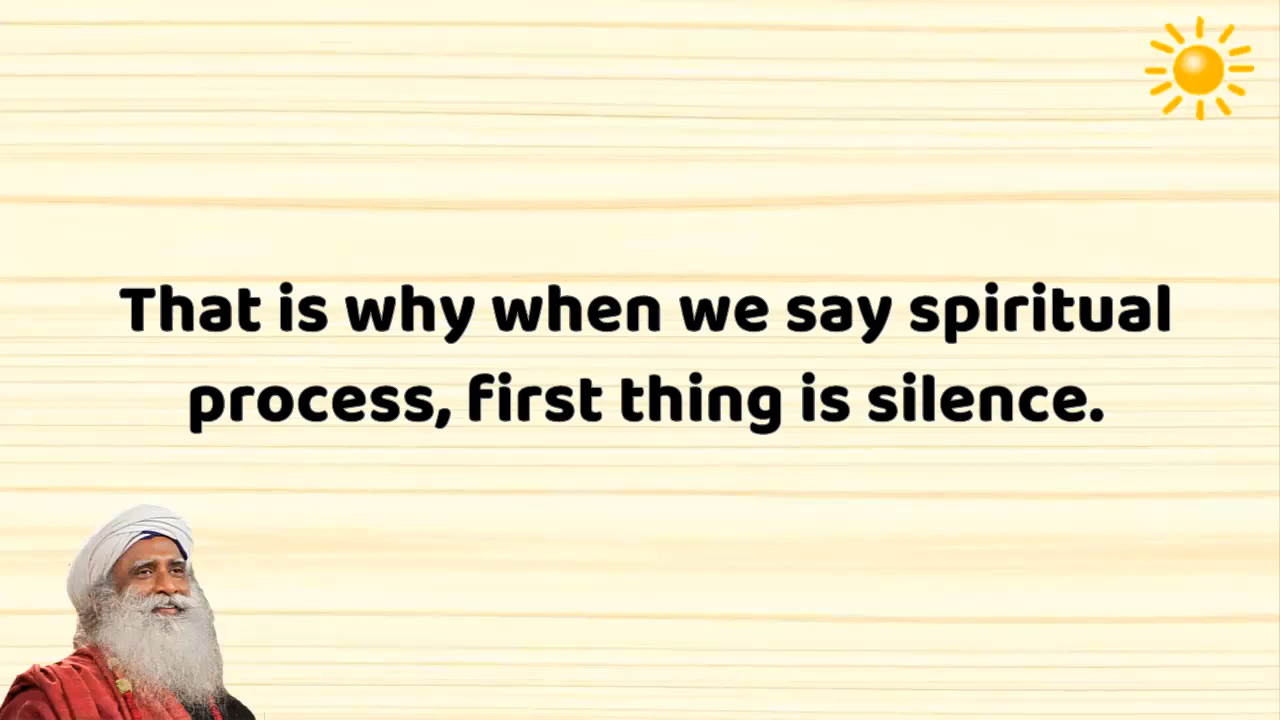 That is why when we say spiritual
process, first thing is silence.